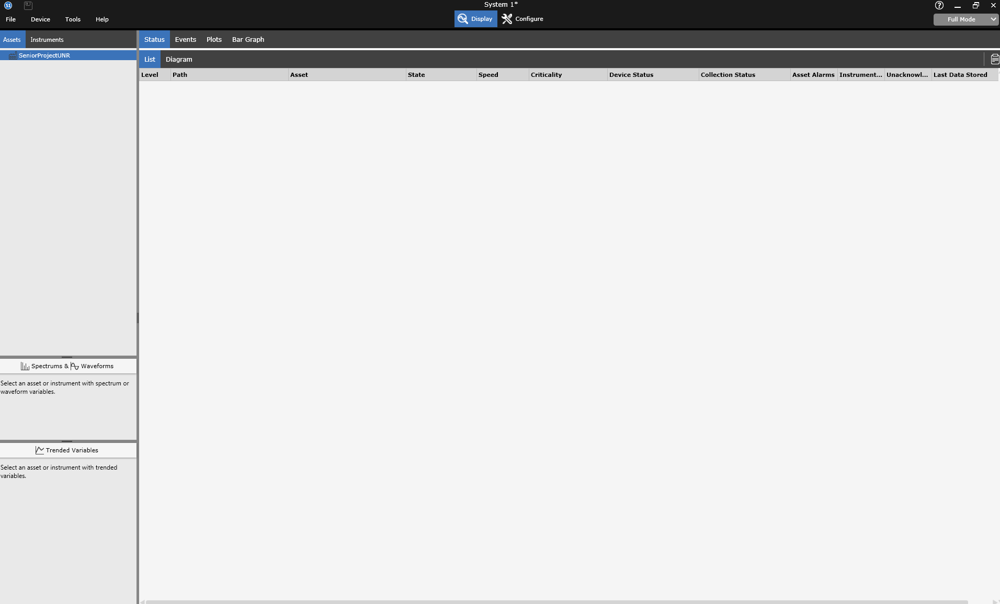 S1
System 1*
File Device Tools Help
Display Configure
Full Mode
Assets Instruments
Status Events Plots Bar Graph
SeniorProjectUNR
List Diagram
Level Path Asset State Speed Criticality Device Status Collection Status Asset Alarms Instrument... Unacknowl... Last Data Stored
Spectrums & Waveforms
Select an asset or instrument with spectrum or
waveform variables.
Trended Variables
Select an asset or instrument with trended
variables.